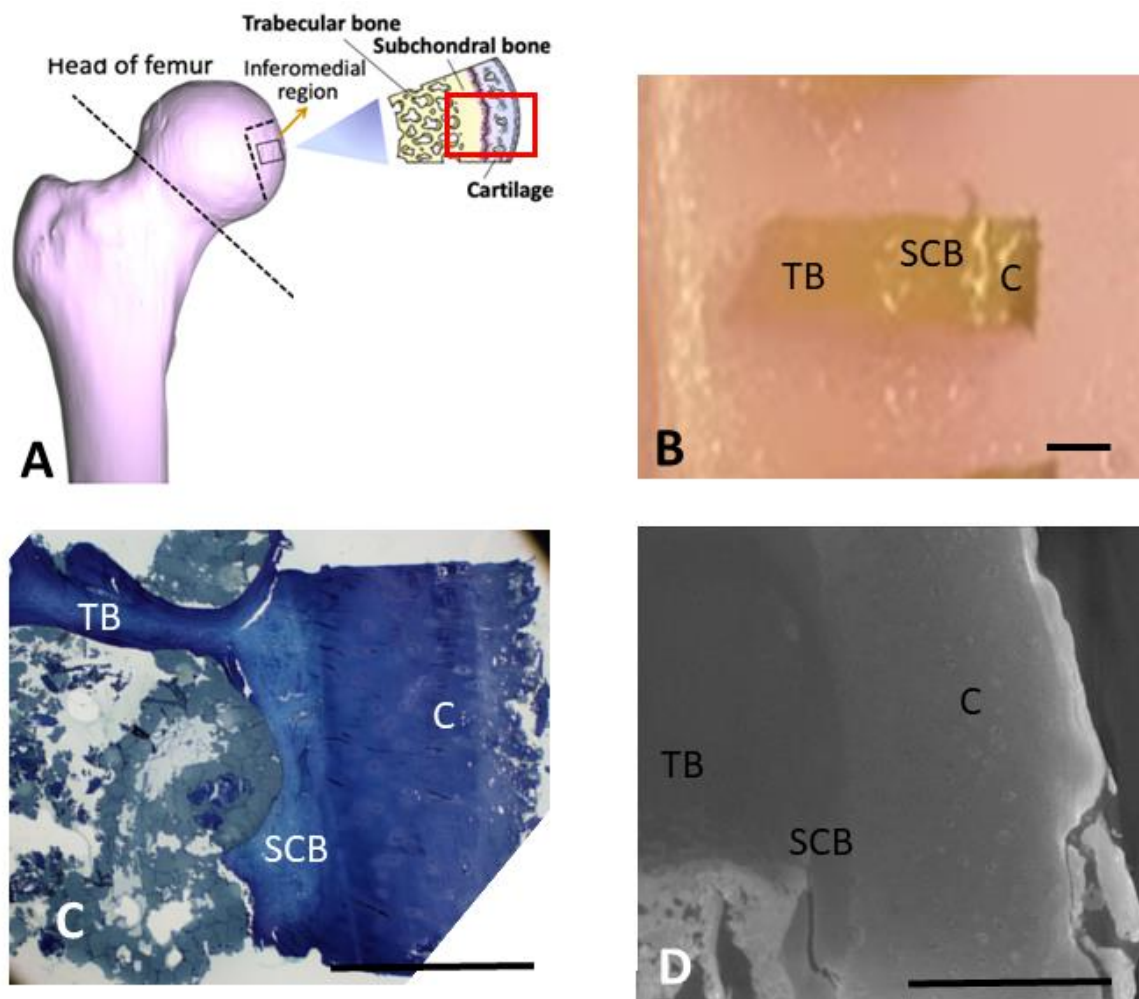 Trabecular bone
Subchondral bone
Head of femur
Inferomedial
region
Cartilage
A
TB
SCB
C
B
TB
C
SCB
C
C
TB
SCB
D